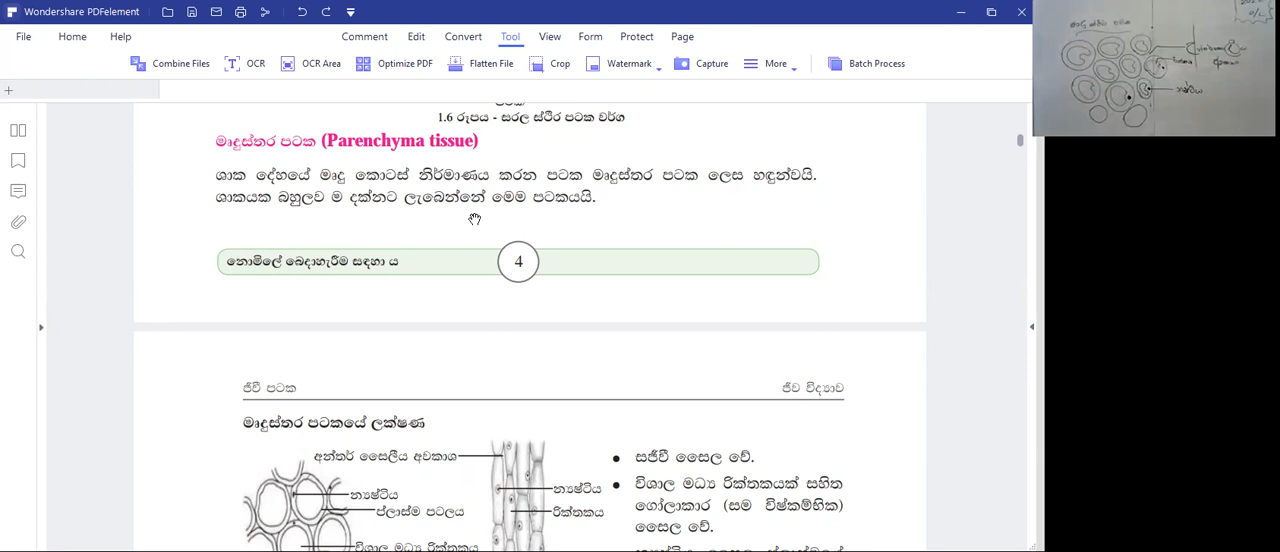 Wondershare PDFelement
File Home Help Comment Edit Convert Tool View Form Protect Page
Combine Files OCR OCR Area Optimize PDF Flatten File Crop Watermark Capture More Batch Process
1.6 රූපය - සරල ස්ථිර පටක වර්ග
මෘදුස්තර පටක (Parenchyma tissue)
ශාක දේහයේ මෘදු කොටස් නිර්මාණය කරන පටක මෘදුස්තර පටක ලෙස හඳුන්වයි.
ශාකයක බහුලව ම දක්නට ලැබෙන්නේ මෙම පටකයයි.
නොමිලේ බෙදාහැරීම සඳහා ය
4
ජීවී පටක
ජීව විද්‍යාව
මෘදුස්තර පටකයේ ලක්ෂණ
අන්තර් සෛලීය අවකාශ
න්‍යෂ්ටිය
ප්ලාස්ම පටලය
විශාල මධ්‍ය රික්තකය
න්‍යෂ්ටිය
රික්තකය
● සජීවී සෛල වේ.
● විශාල මධ්‍ය රික්තකයක් සහිත
ගෝලාකාර (සම විෂ්කම්භික)
සෛල වේ.